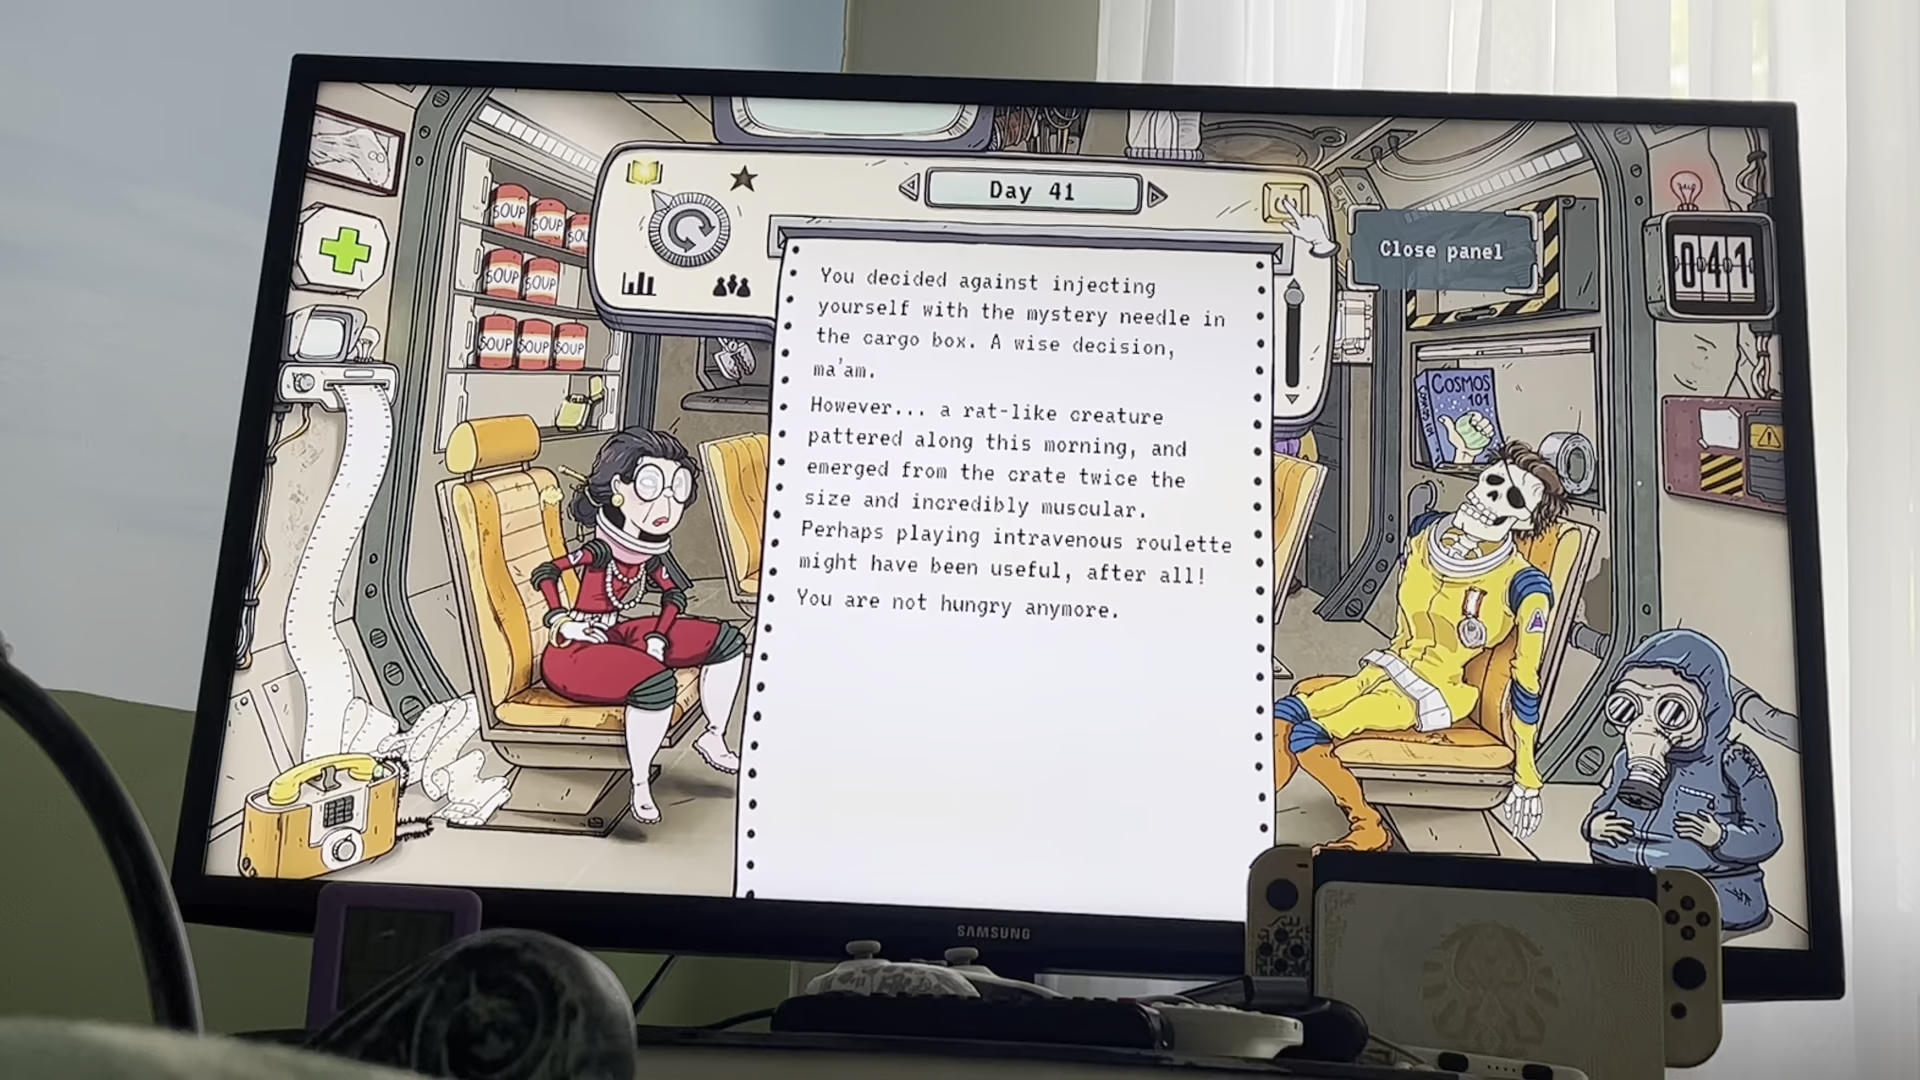 Day 41
Close panel
041
SOUP
SOUP
SOUP
SOUP
SOUP
SOUP
SOUP
COSMOS
101
You decided against injecting
yourself with the mystery needle in
the cargo box. A wise decision,
ma'am.
However... a rat-like creature
pattered along this morning, and
emerged from the crate twice the
size and incredibly muscular.
Perhaps playing intravenous roulette
might have been useful, after all!
You are not hungry anymore.
SAMSUNG